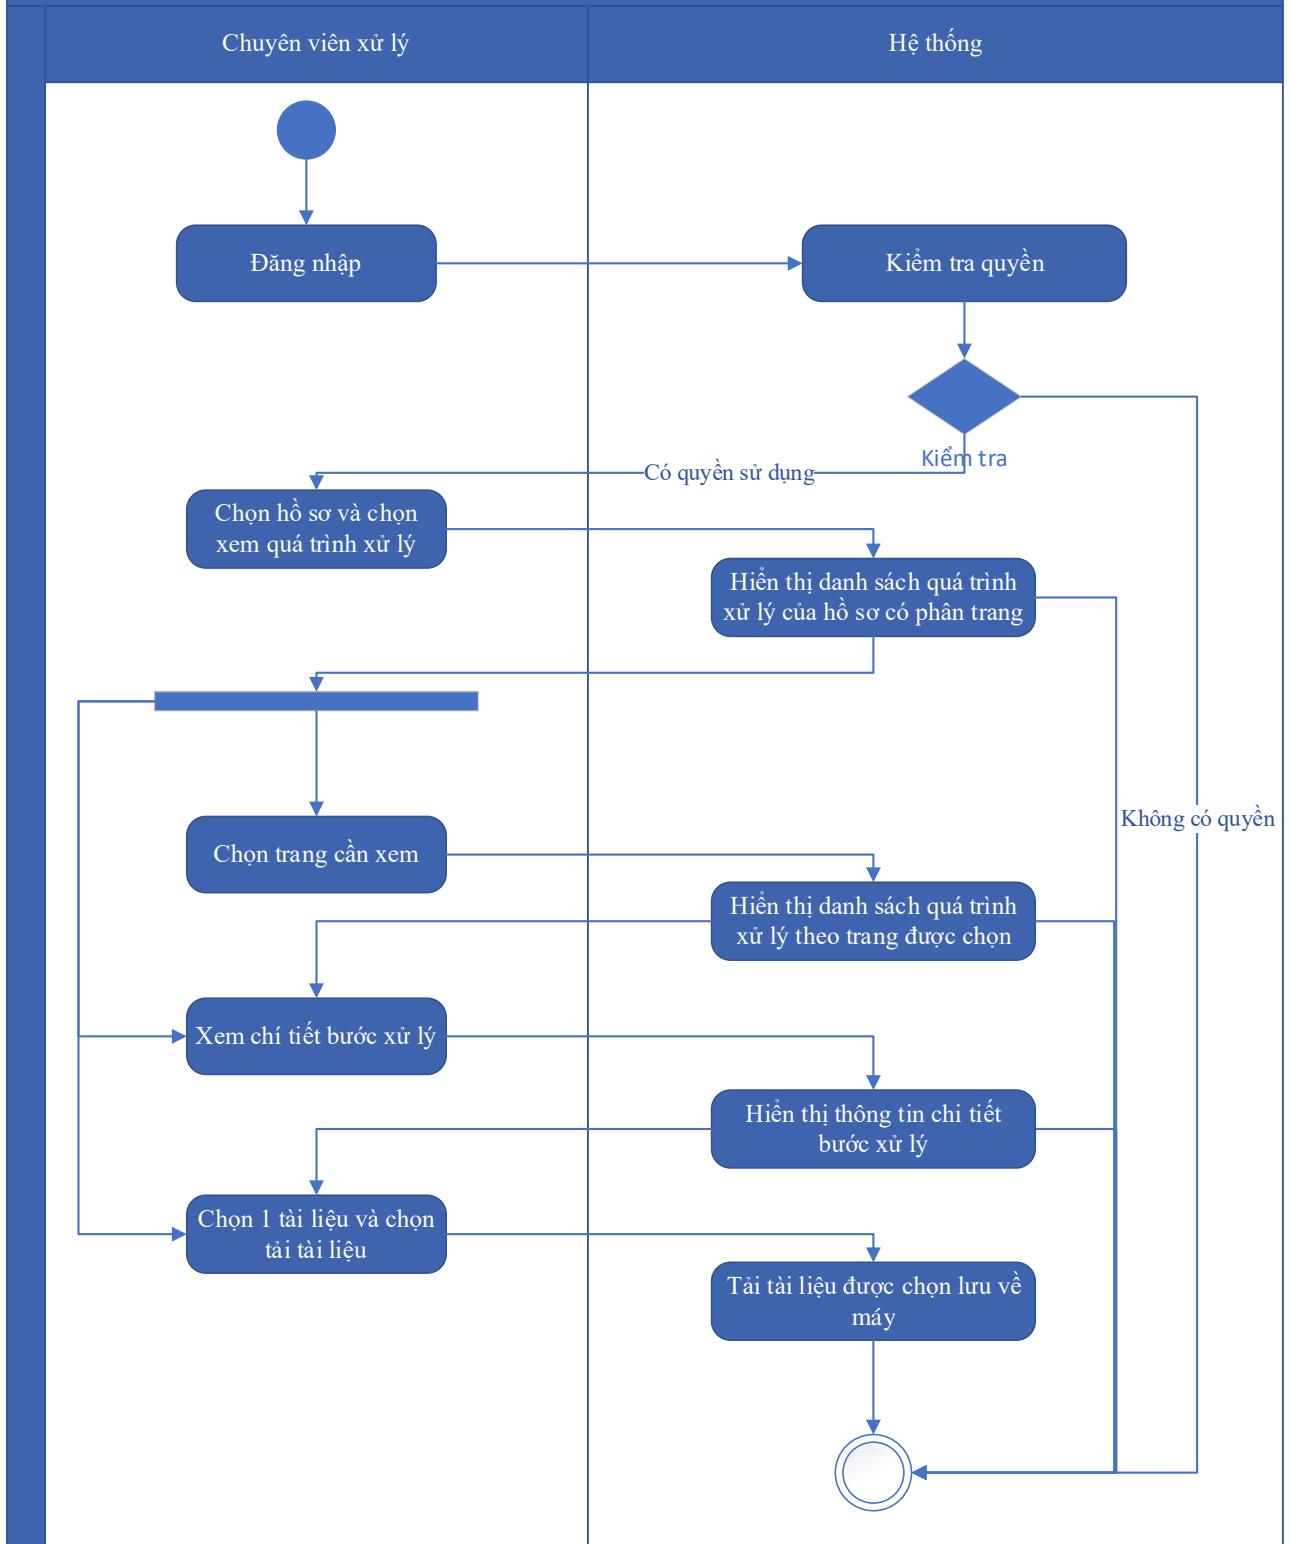 Chuyên viên xử lý
Hệ thống
Đăng nhập
Kiểm tra quyền
Kiểm tra
Có quyền sử dụng
Chọn hồ sơ và chọn
xem quá trình xử lý
Hiển thị danh sách quá trình
xử lý của hồ sơ có phân trang
Không có quyền
Chọn trang cần xem
Hiển thị danh sách quá trình
xử lý theo trang được chọn
Xem chí tiết bước xử lý
Hiển thị thông tin chi tiết
bước xử lý
Chọn 1 tài liệu và chọn
tải tài liệu
Tải tài liệu được chọn lưu về
máy